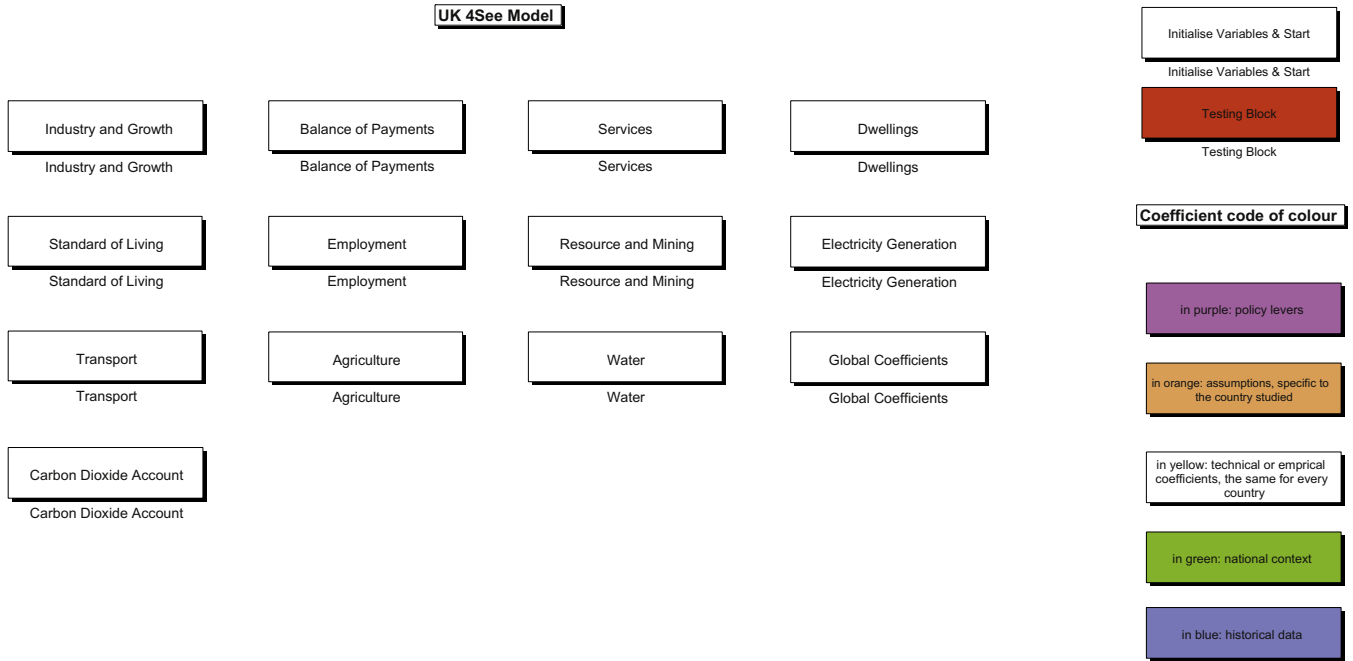 UK 4See Model
Initialise Variables & Start
Initialise Variables & Start
Industry and Growth
Balance of Payments
Services
Dwellings
Testing Block
Industry and Growth
Balance of Payments
Services
Dwellings
Testing Block
Coefficient code of colour
Standard of Living
Employment
Resource and Mining
Electricity Generation
Standard of Living
Employment
Resource and Mining
Electricity Generation
in purple: policy levers
Transport
Agriculture
Water
Global Coefficients
Transport
Agriculture
Water
Global Coefficients
in orange: assumptions, specific to
the country studied
Carbon Dioxide Account
Carbon Dioxide Account
in yellow: technical or emprical
coefficients, the same for every
country
in green: national context
in blue: historical data